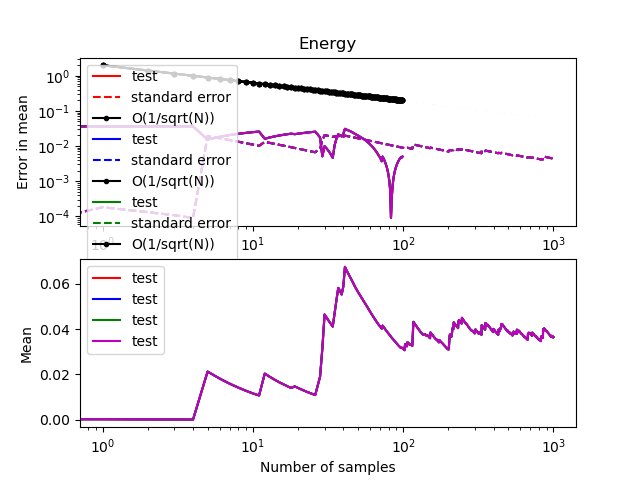 Energy
10^0
10^-1
10^-2
10^-3
10^-4
Error in mean
test
standard error
O(1/sqrt(N))
test
standard error
O(1/sqrt(N))
test
standard error
O(1/sqrt(N))
10^0
10^1
10^2
10^3
0.06
0.04
0.02
0.00
Mean
test
test
test
test
10^0
10^1
10^2
10^3
Number of samples